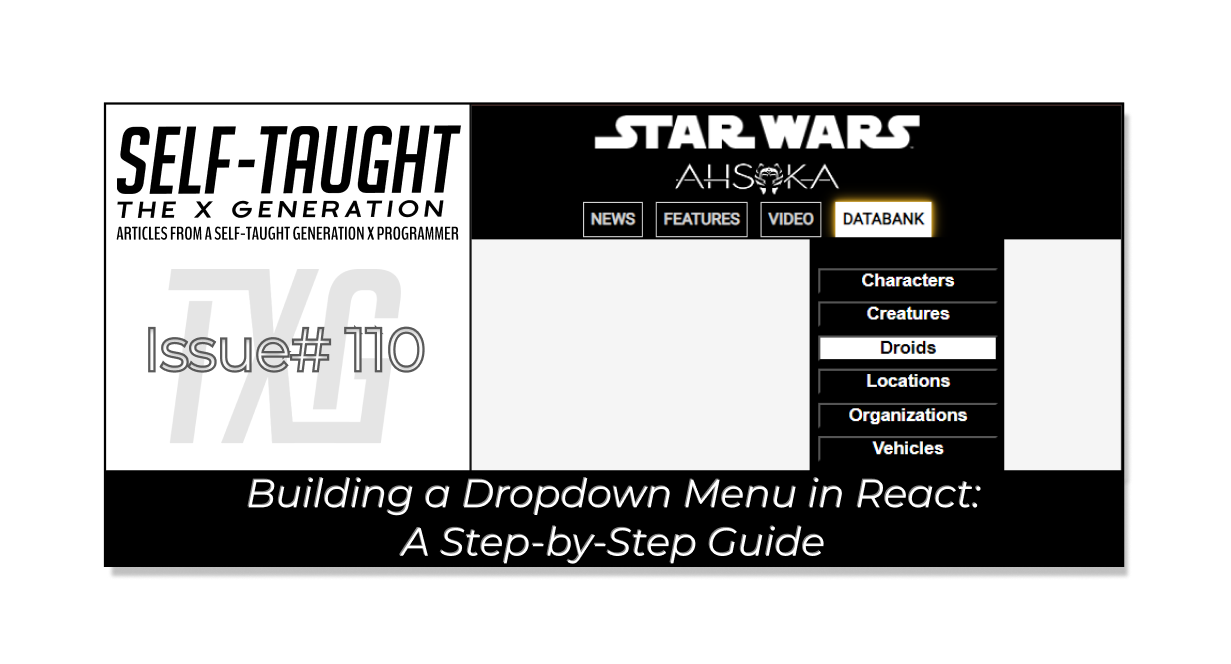 SELF-TAUGHT
THE X GENERATION
ARTICLES FROM A SELF-TAUGHT GENERATION X PROGRAMMER
TXG
Issue# 110
STAR WARS
AHSOKA
NEWS FEATURES VIDEO DATABANK
Characters
Creatures
Droids
Locations
Organizations
Vehicles
Building a Dropdown Menu in React:
A Step-by-Step Guide